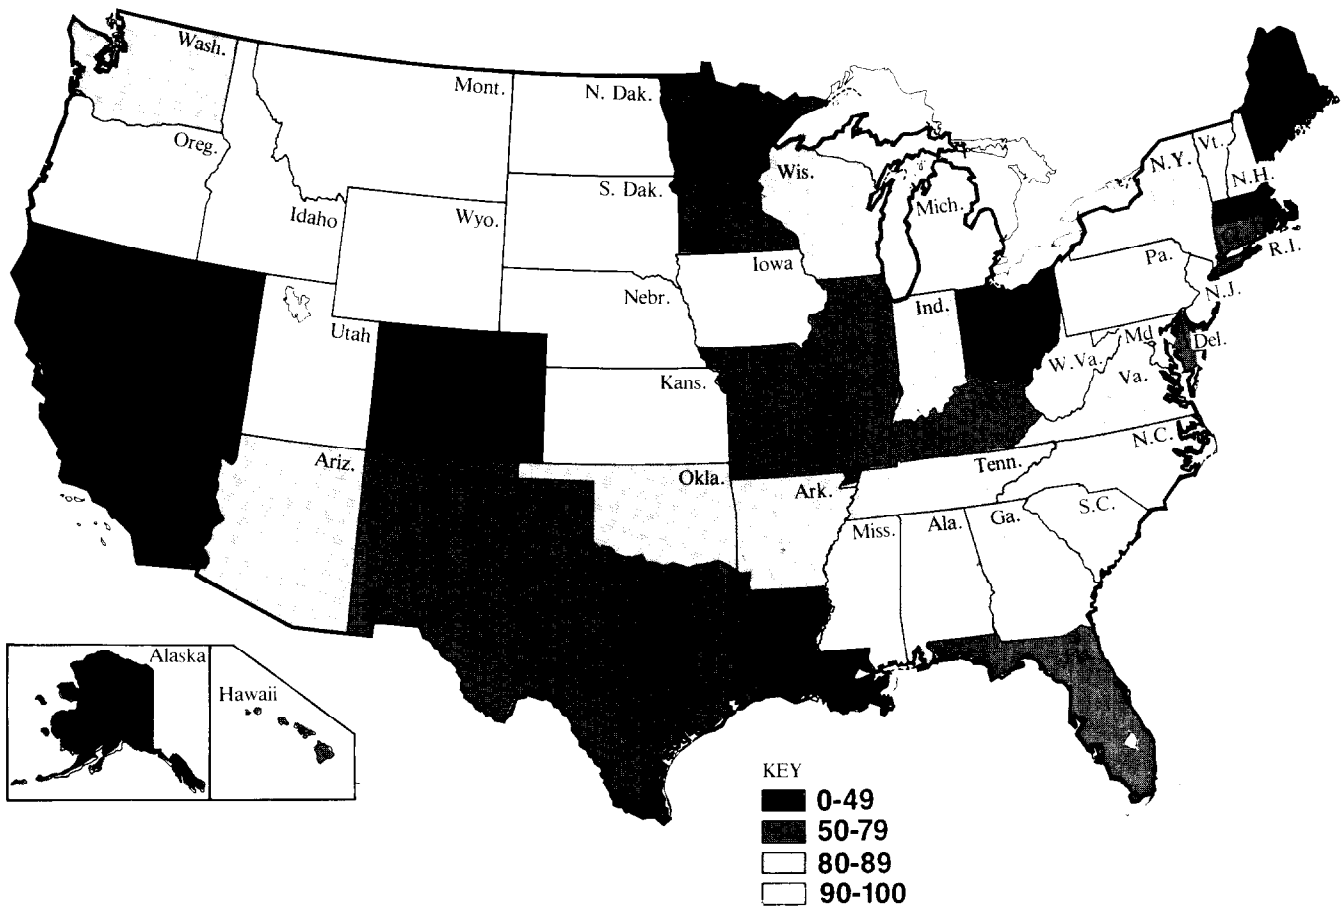 Wash.
Mont.
N. Dak.
Oreg.
Idaho
Wyo.
S. Dak.
Wis.
Mich.
N.Y.
Vt.
N.H.
R.I.
Iowa
Nebr.
Utah
Ind.
Pa.
N.J.
Md
Del.
W.Va.
Va.
Kans.
Ariz.
Okla.
Ark.
Tenn.
N.C.
S.C.
Miss.
Ala.
Ga.
Alaska
Hawaii
KEY
0-49
50-79
80-89
90-100